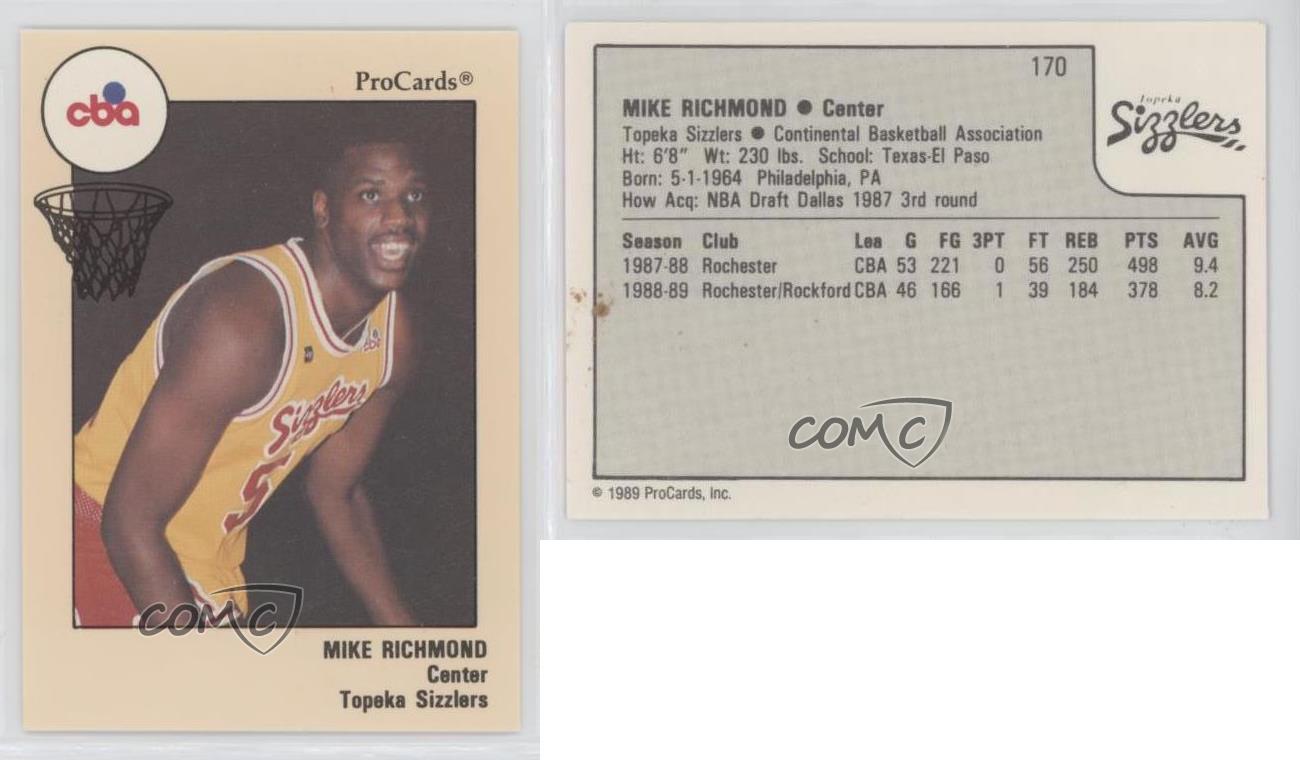 cba
ProCards®
cba
Sizzlers
5
COMC
MIKE RICHMOND
Center
Topeka Sizzlers
170
Topeka
Sizzlers
MIKE RICHMOND ● Center
Topeka Sizzlers ● Continental Basketball Association
Ht: 6'8" Wt: 230 lbs. School: Texas-El Paso
Born: 5-1-1964 Philadelphia, PA
How Acq: NBA Draft Dallas 1987 3rd round
Season Club Lea G FG 3PT FT REB PTS AVG
1987-88 Rochester CBA 53 221 0 56 250 498 9.4
1988-89 Rochester/Rockford CBA 46 166 1 39 184 378 8.2
COMC
© 1989 ProCards, Inc.